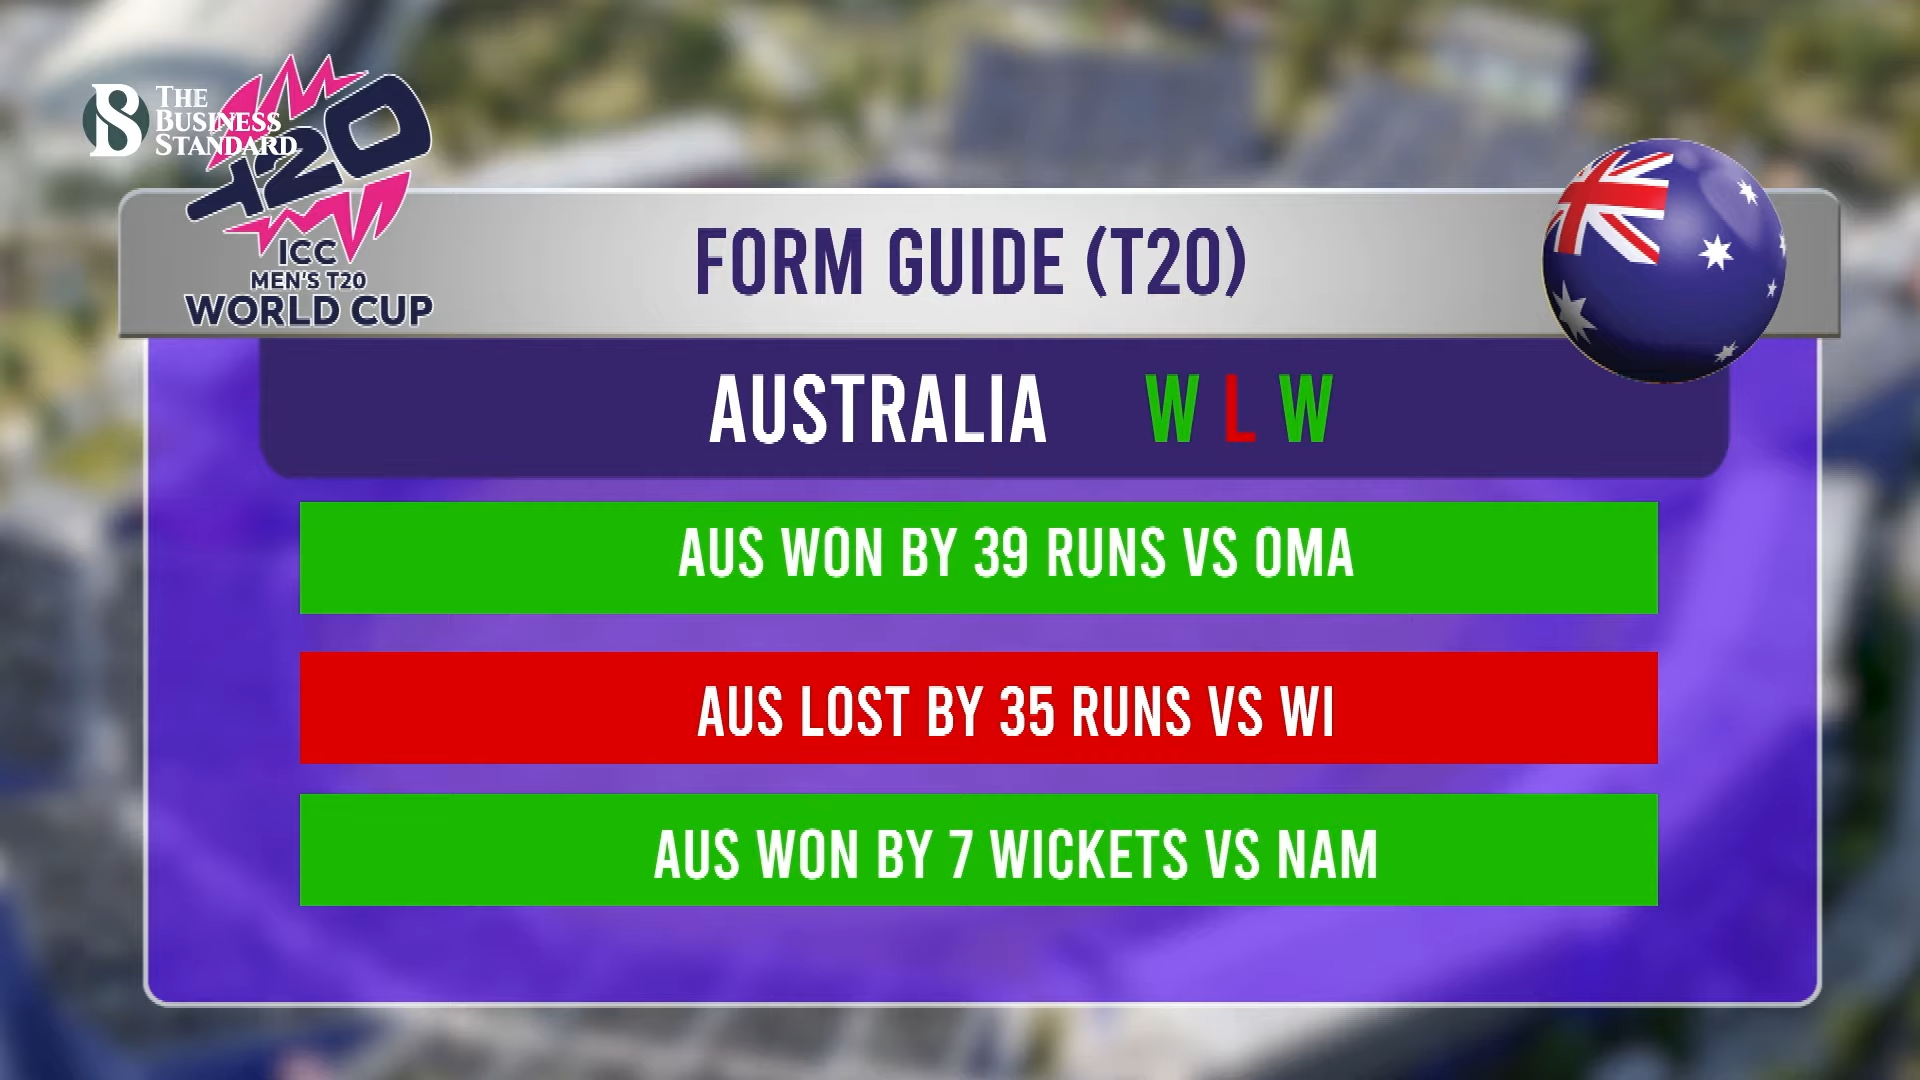 THE
BUSINESS
STANDARD
T20
ICC
MEN'S T20
WORLD CUP
FORM GUIDE (T20)
AUSTRALIA W L W
AUS WON BY 39 RUNS VS OMA
AUS LOST BY 35 RUNS VS WI
AUS WON BY 7 WICKETS VS NAM